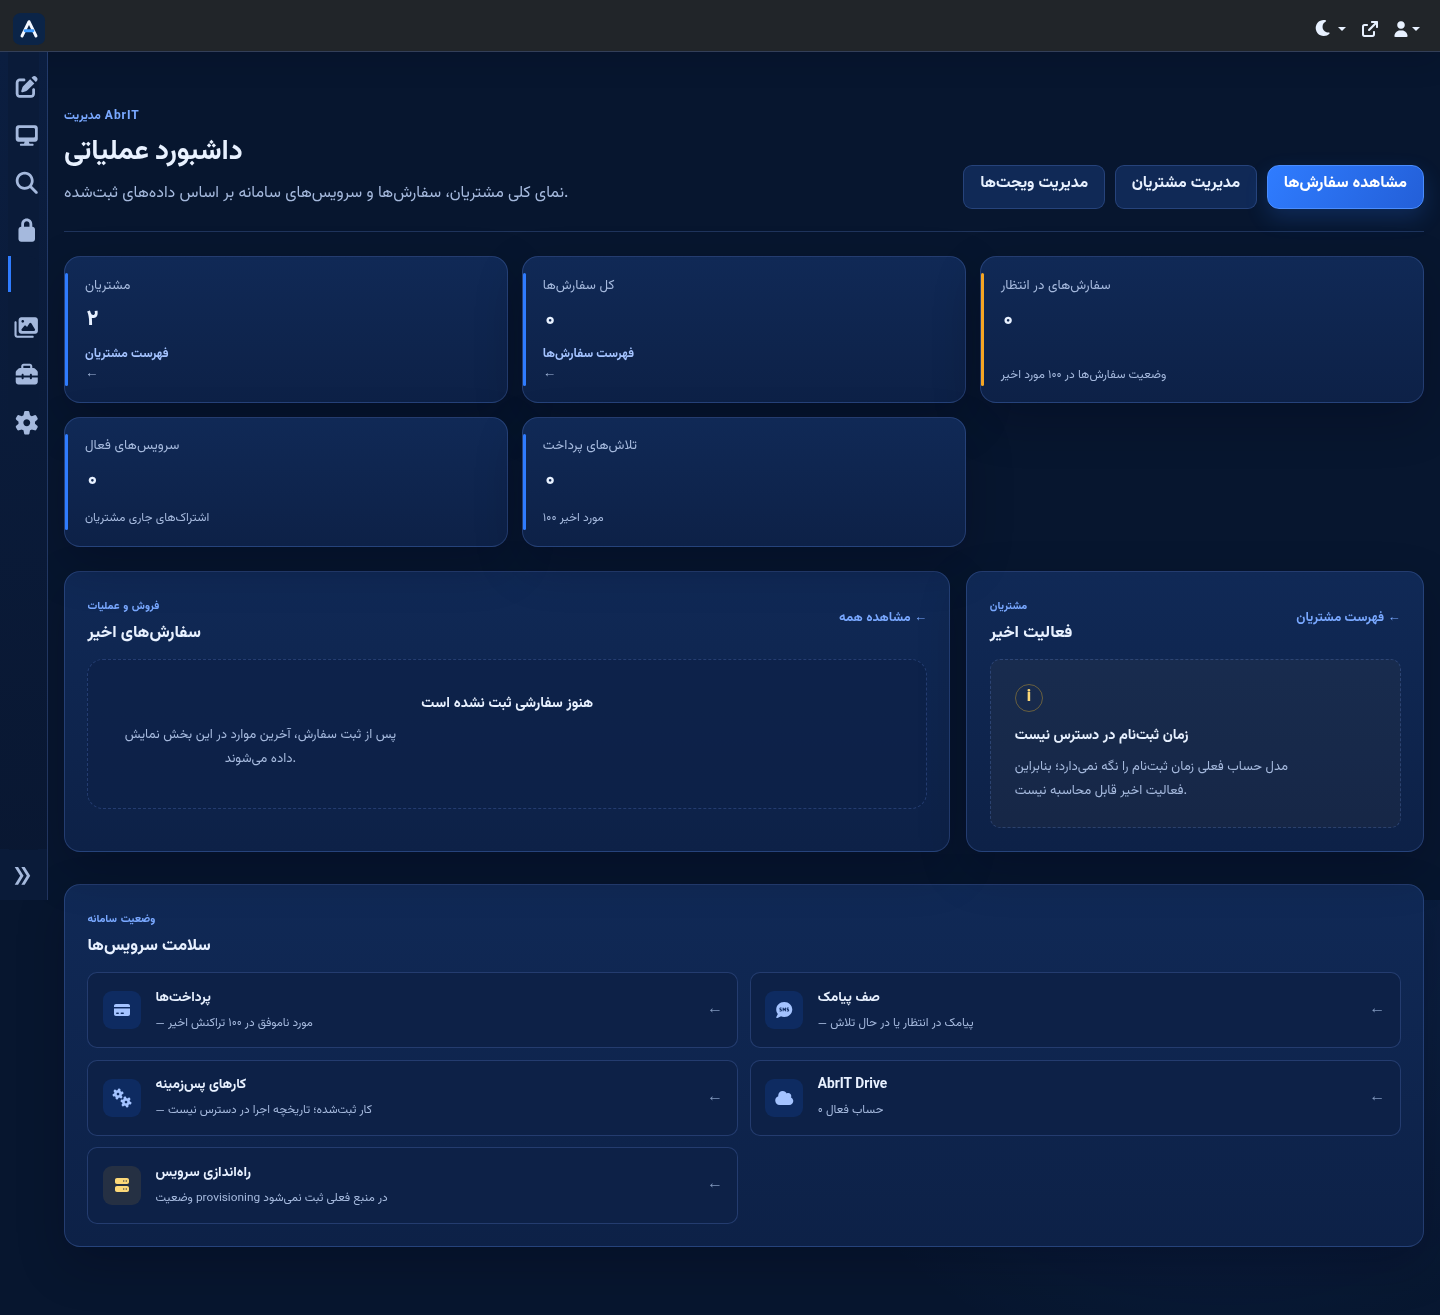 مدیریت AbrIT
داشبورد عملیاتی
نمای کلی مشتریان، سفارش‌ها و سرویس‌های سامانه بر اساس داده‌های ثبت‌شده.
مشاهده سفارش‌ها
مدیریت مشتریان
مدیریت ویجت‌ها
مشتریان
۲
فهرست مشتریان
←
کل سفارش‌ها
۰
فهرست سفارش‌ها
←
سفارش‌های در انتظار
۰
وضعیت سفارش‌ها در ۱۰۰ مورد اخیر
سرویس‌های فعال
۰
اشتراک‌های جاری مشتریان
تلاش‌های پرداخت
۰
۱۰۰ مورد اخیر
فروش و عملیات
سفارش‌های اخیر
مشاهده همه ←
هنوز سفارشی ثبت نشده است
پس از ثبت سفارش، آخرین موارد در این بخش نمایش
داده می‌شوند.
مشتریان
فعالیت اخیر
فهرست مشتریان ←
i
زمان ثبت‌نام در دسترس نیست
مدل حساب فعلی زمان ثبت‌نام را نگه نمی‌دارد؛ بنابراین
فعالیت اخیر قابل محاسبه نیست.
وضعیت سامانه
سلامت سرویس‌ها
پرداخت‌ها
— مورد ناموفق در ۱۰۰ تراکنش اخیر
←
صف پیامک
— پیامک در انتظار یا در حال تلاش
←
کارهای پس‌زمینه
— کار ثبت‌شده؛ تاریخچه اجرا در دسترس نیست
←
AbrIT Drive
۰ حساب فعال
←
راه‌اندازی سرویس
وضعیت provisioning در منبع فعلی ثبت نمی‌شود
←